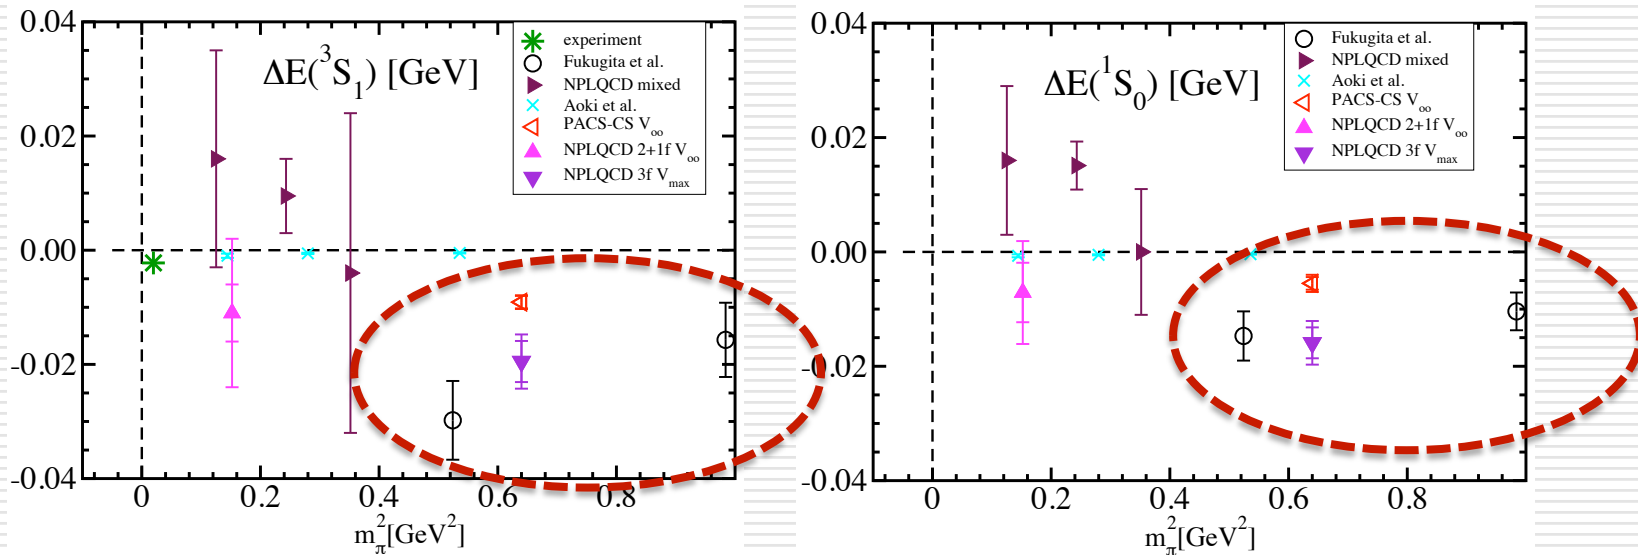 0.04
0.02
0.00
-0.02
-0.04
ΔE(³S₁) [GeV]
experiment
Fukugita et al.
NPLQCD mixed
Aoki et al.
PACS-CS V∞
NPLQCD 2+1f V∞
NPLQCD 3f Vmax
0 0.2 0.4 0.6 0.8
m²π[GeV²]
0.04
0.02
0.00
-0.02
-0.04
ΔE(¹S₀) [GeV]
Fukugita et al.
NPLQCD mixed
Aoki et al.
PACS-CS V∞
NPLQCD 2+1f V∞
NPLQCD 3f Vmax
0 0.2 0.4 0.6 0.8
m²π[GeV²]